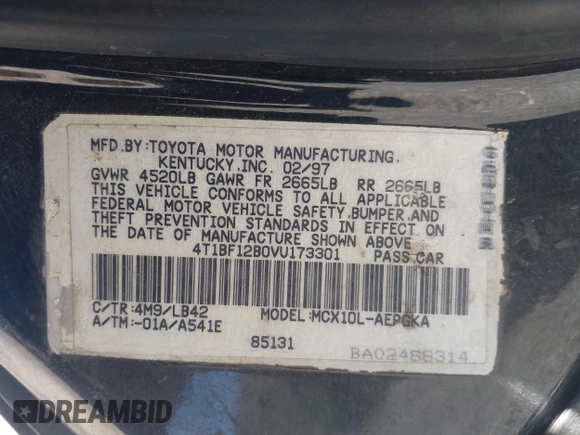 MFD.BY:TOYOTA MOTOR MANUFACTURING,
KENTUCKY,INC. 02/97
GVWR 4520LB GAWR FR 2665LB RR 2665LB
THIS VEHICLE CONFORMS TO ALL APPLICABLE
FEDERAL MOTOR VEHICLE SAFETY,BUMPER,AND
THEFT PREVENTION STANDARDS IN EFFECT ON
THE DATE OF MANUFACTURE SHOWN ABOVE
4T1BF12B0VU173301 PASS.CAR
C/TR:4M9/LB42 MODEL:MCX10L-AEPGKA
A/TM:-01A/A541E
85131
BA02488314
DREAMBID